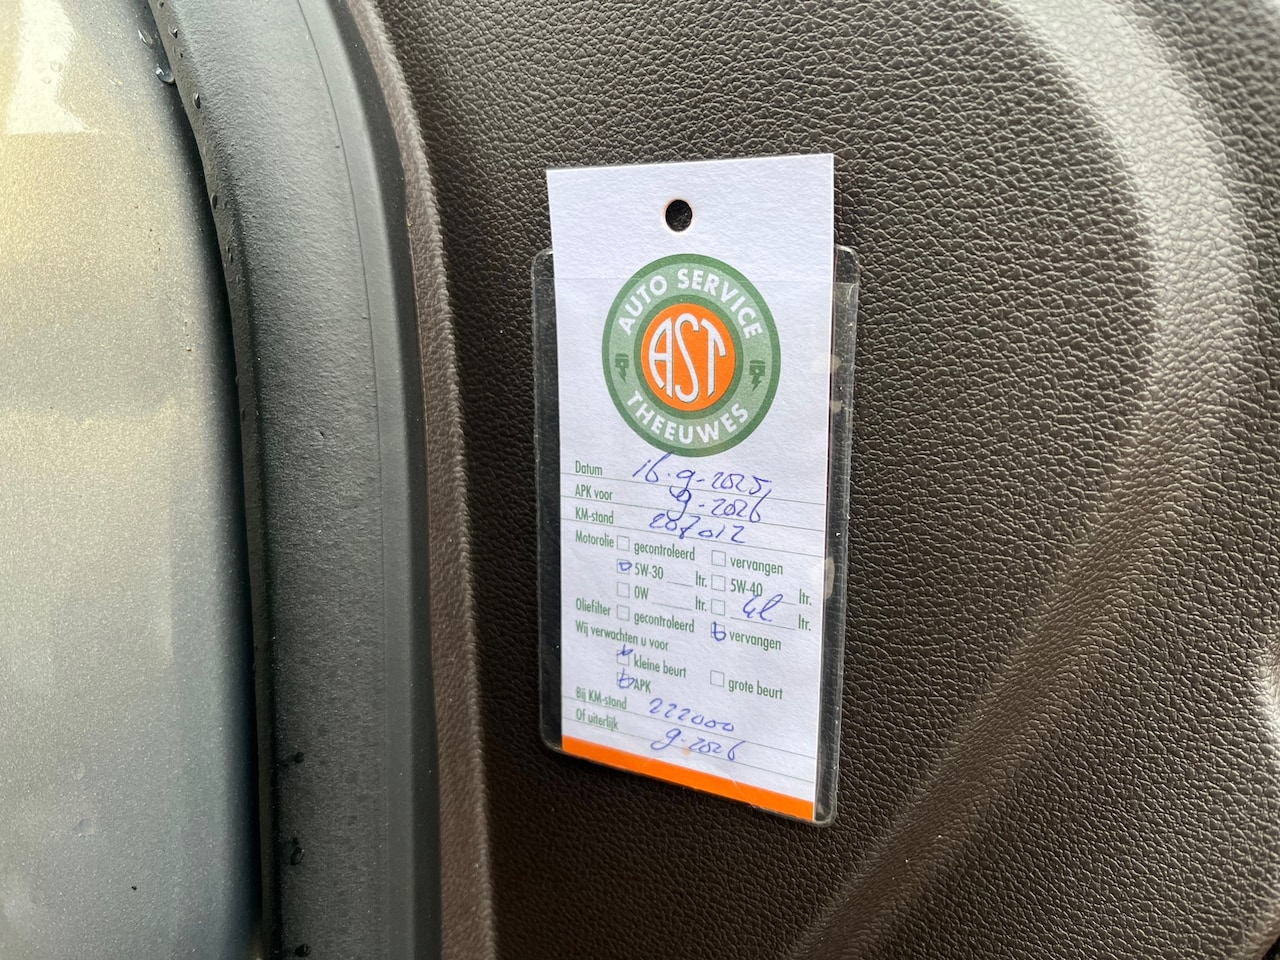 AUTO SERVICE
AST
THEEUWES
Datum 16-9-2025
APK voor 9-2026
KM-stand 207012
Motorolie gecontroleerd vervangen
5W-30 ltr. 5W-40 ltr.
0W ltr. 4l ltr.
Oliefilter gecontroleerd vervangen
Wij verwachten u voor
kleine beurt grote beurt
APK
Bij KM-stand 222000
Of uiterlijk 9-2026